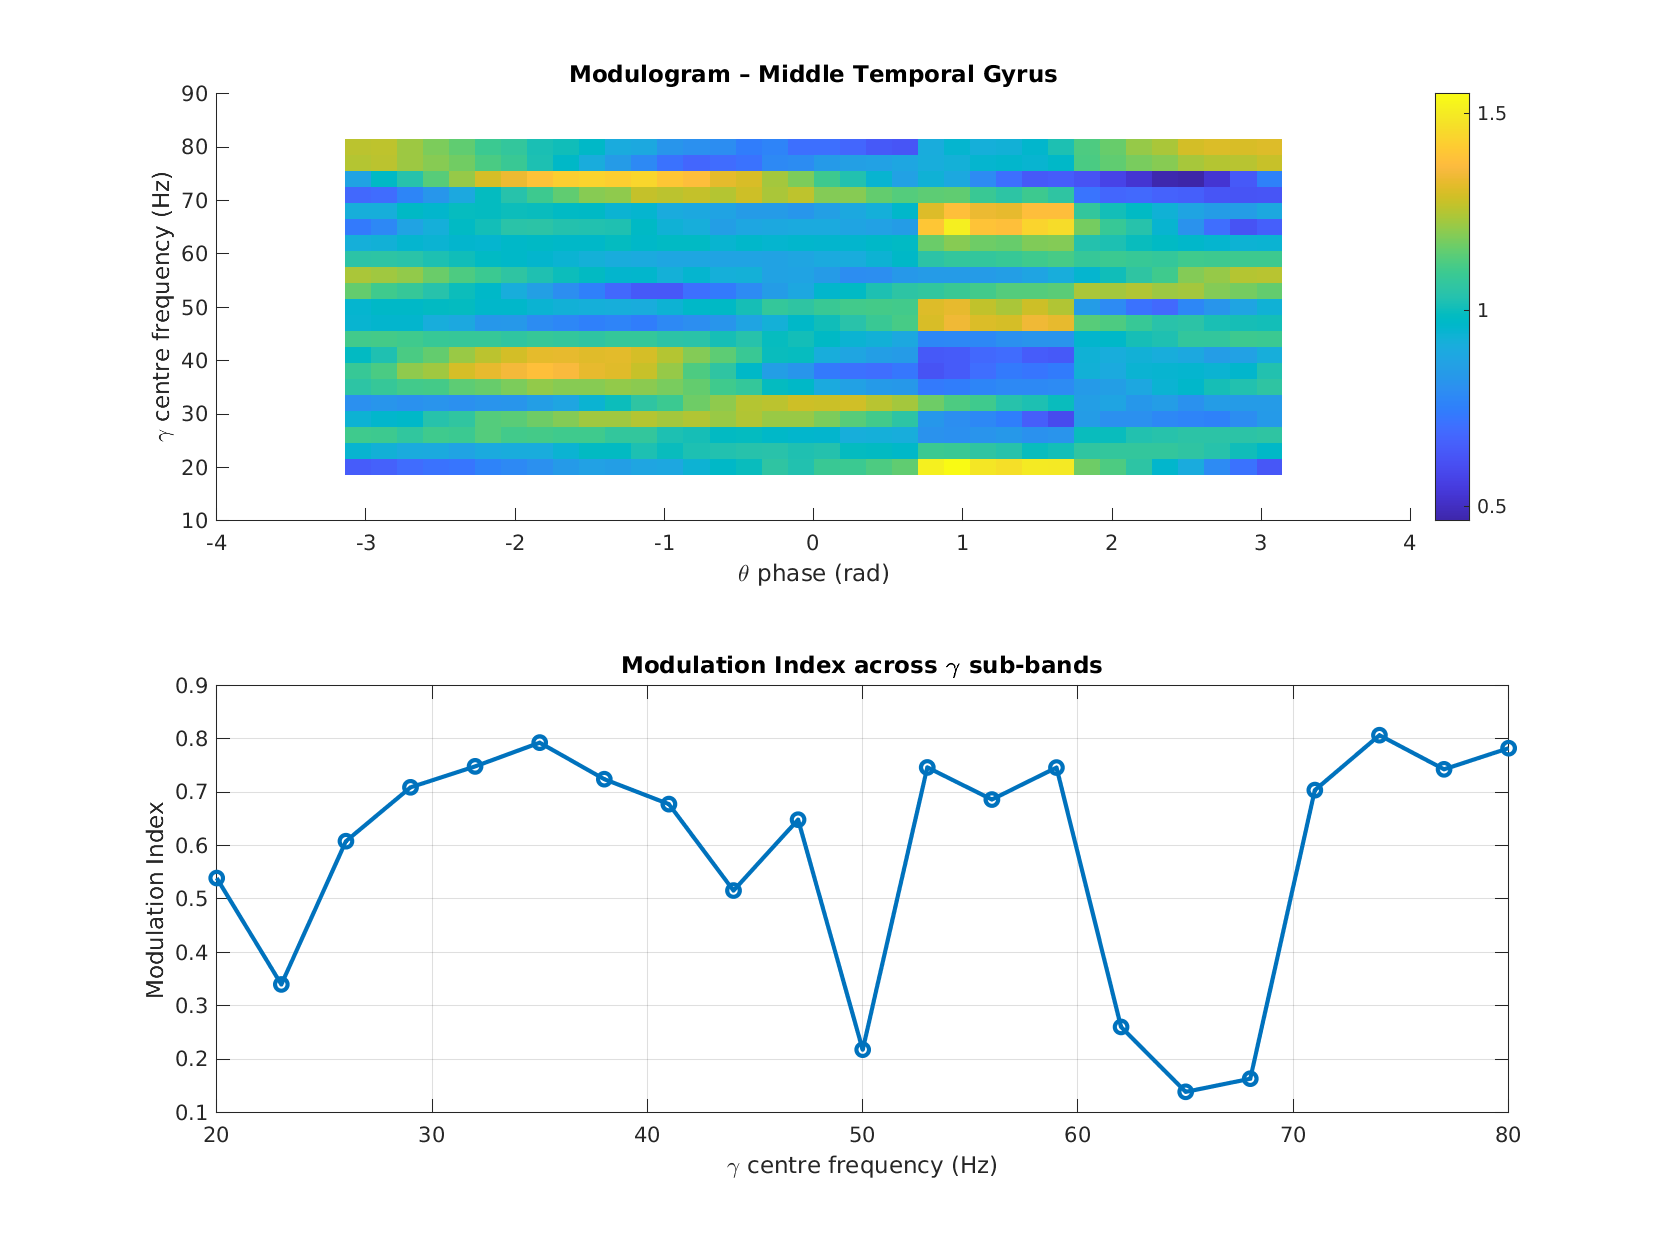 Modulogram – Middle Temporal Gyrus
90
80
70
60
50
40
30
20
10
γ centre frequency (Hz)
-4 -3 -2 -1 0 1 2 3 4
θ phase (rad)
1.5
1
0.5
Modulation Index across γ sub-bands
0.9
0.8
0.7
0.6
0.5
0.4
0.3
0.2
0.1
Modulation Index
20 30 40 50 60 70 80
γ centre frequency (Hz)